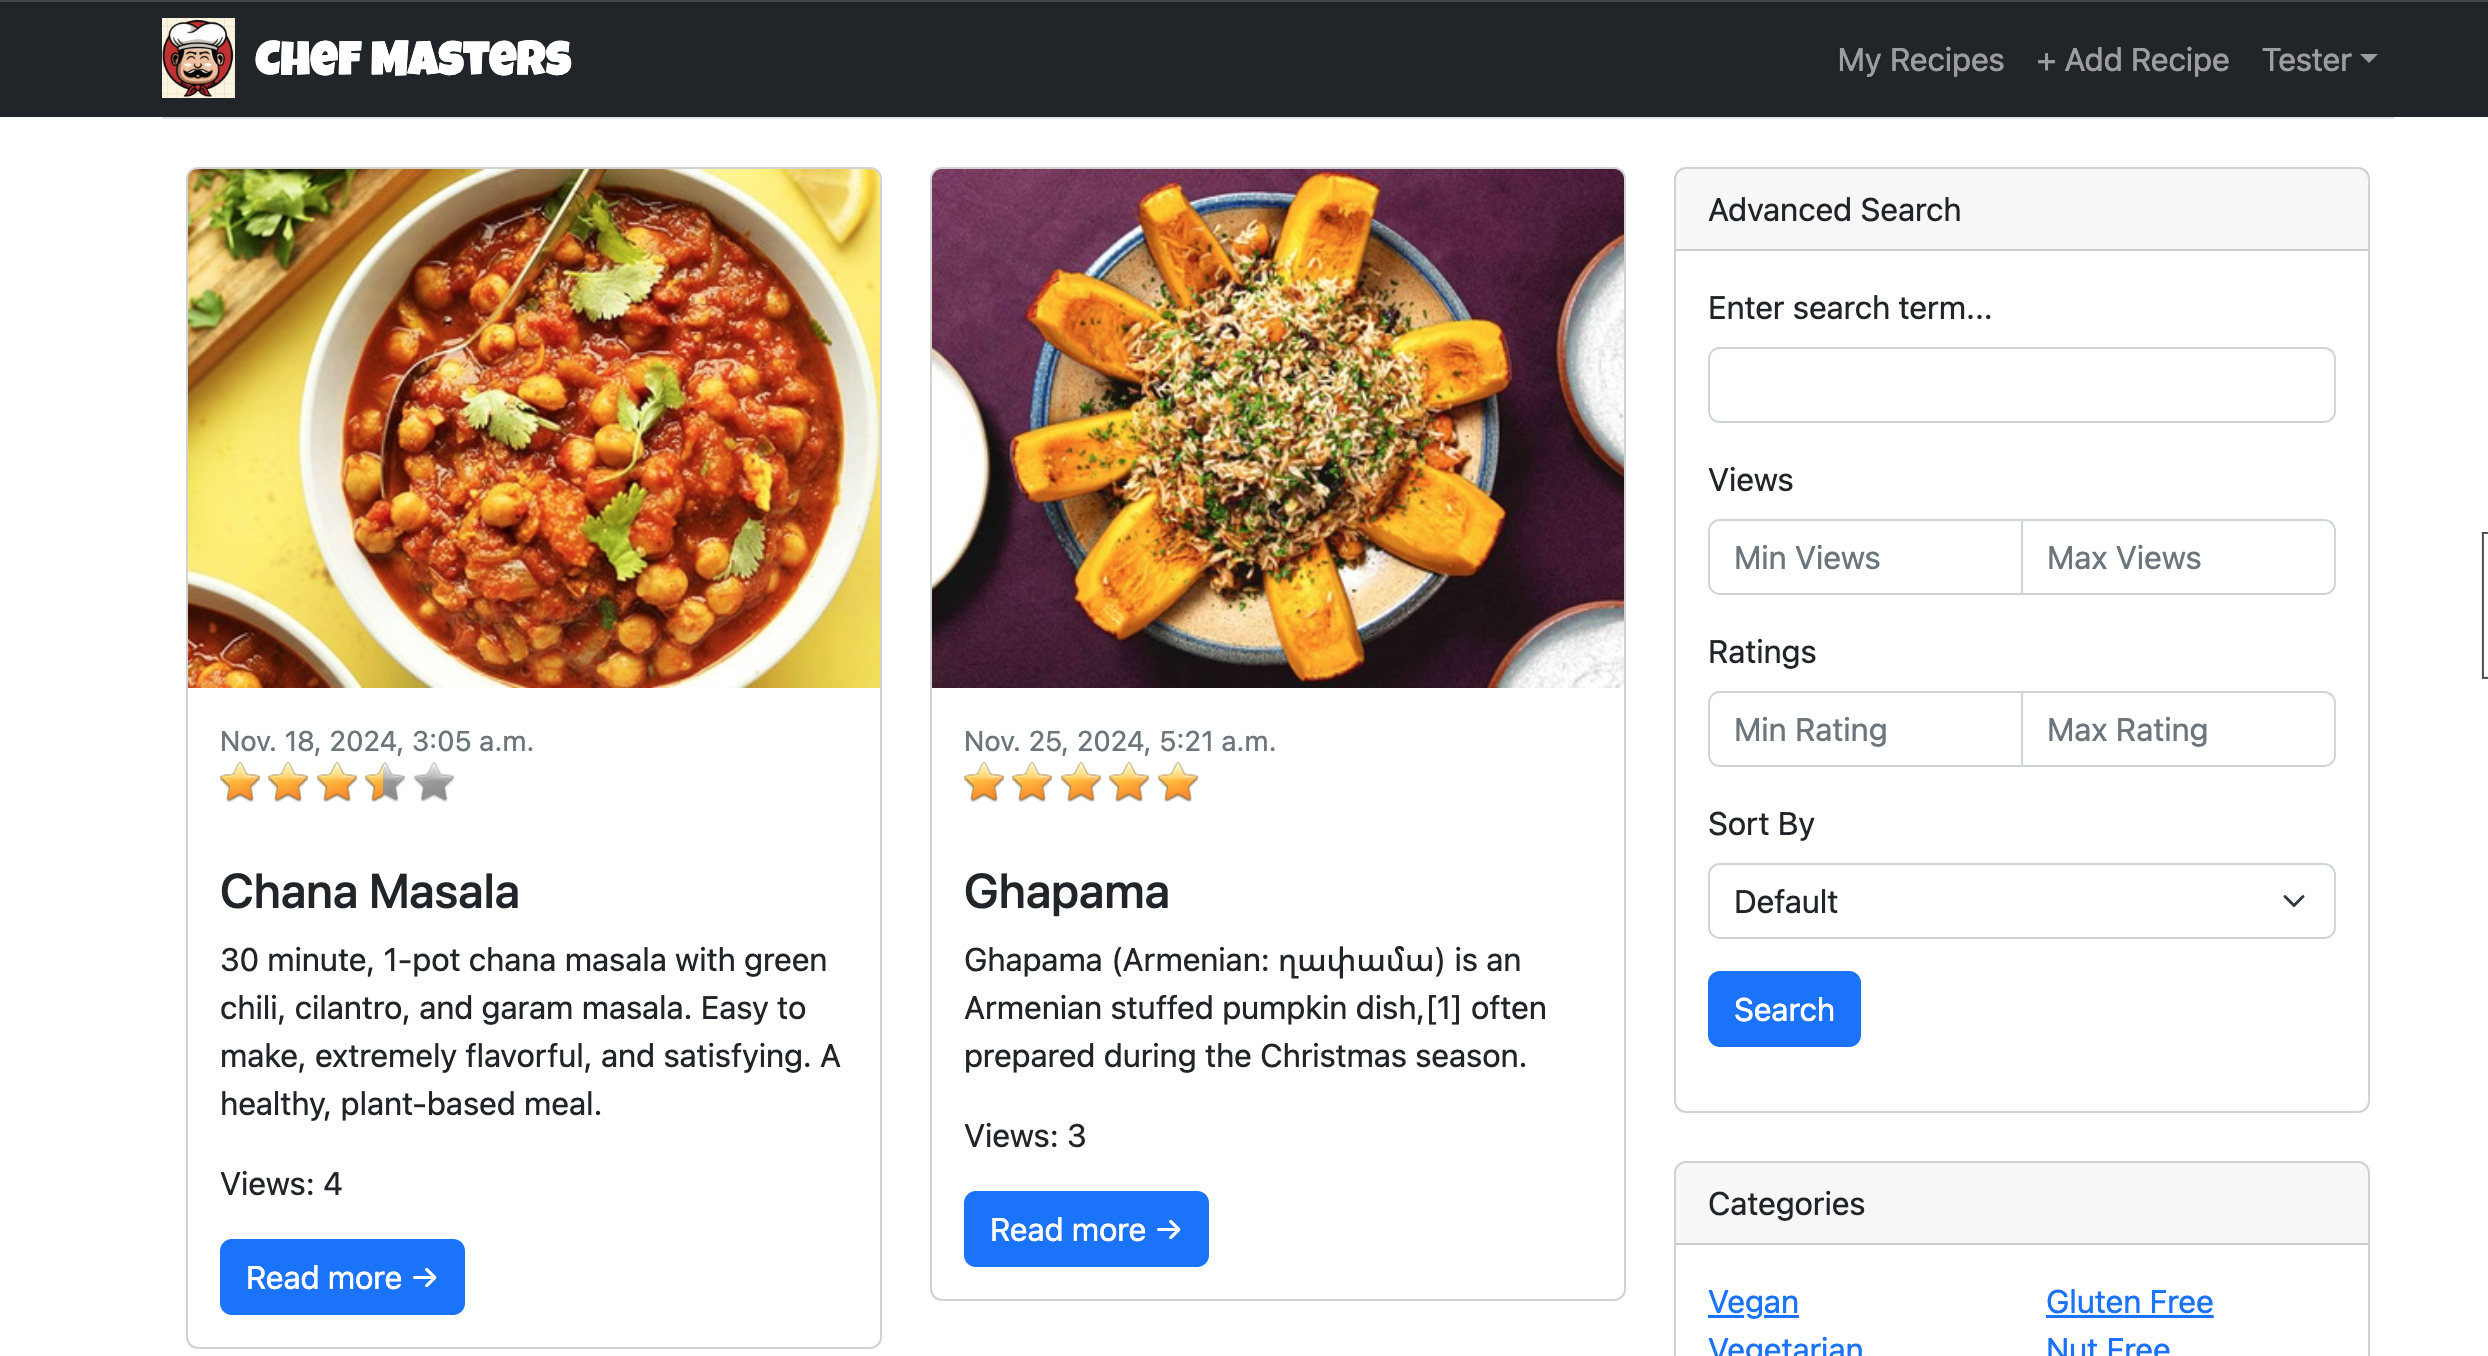 CHEF MASTERS
My Recipes
+ Add Recipe
Tester
Nov. 18, 2024, 3:05 a.m.
Chana Masala
30 minute, 1-pot chana masala with green
chili, cilantro, and garam masala. Easy to
make, extremely flavorful, and satisfying. A
healthy, plant-based meal.
Views: 4
Read more →
Nov. 25, 2024, 5:21 a.m.
Ghapama
Ghapama (Armenian: ղափամա) is an
Armenian stuffed pumpkin dish,[1] often
prepared during the Christmas season.
Views: 3
Read more →
Advanced Search
Enter search term...
Views
Min Views
Max Views
Ratings
Min Rating
Max Rating
Sort By
Default
Search
Categories
Vegan
Gluten Free
Vegetarian
Nut Free